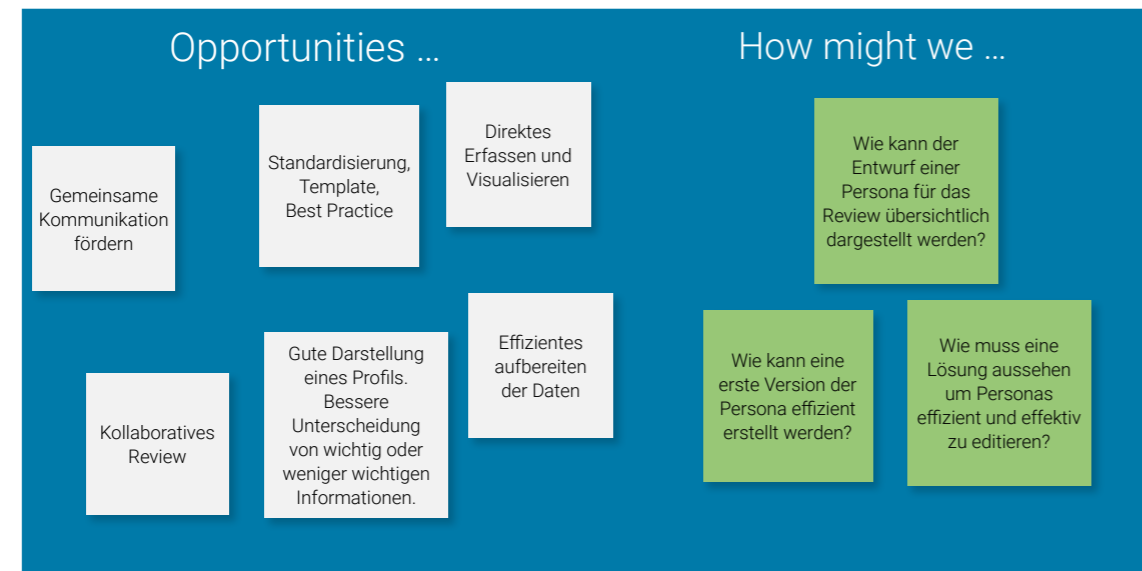 Opportunities ...
Gemeinsame
Kommunikation
fördern
Standardisierung,
Template,
Best Practice
Direktes
Erfassen und
Visualisieren
Kollaboratives
Review
Gute Darstellung
eines Profils.
Bessere
Unterscheidung
von wichtig oder
weniger wichtigen
Informationen.
Effizientes
aufbereiten
der Daten
How might we ...
Wie kann der
Entwurf einer
Persona für das
Review übersichtlich
dargestellt werden?
Wie kann eine
erste Version der
Persona effizient
erstellt werden?
Wie muss eine
Lösung aussehen
um Personas
effizient und effektiv
zu editieren?